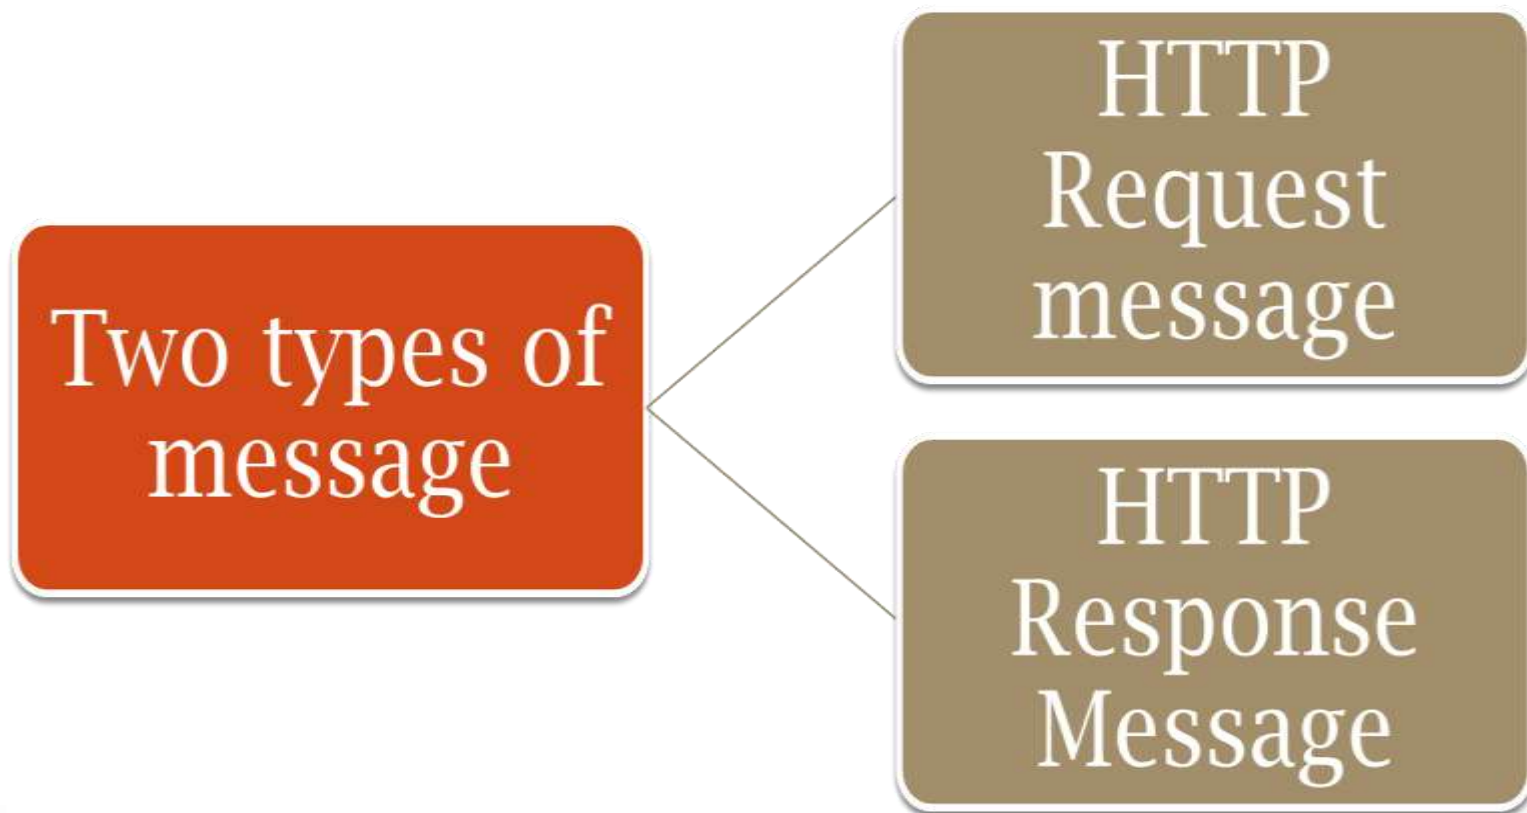 Two types of
message
HTTP
Request
message
HTTP
Response
Message